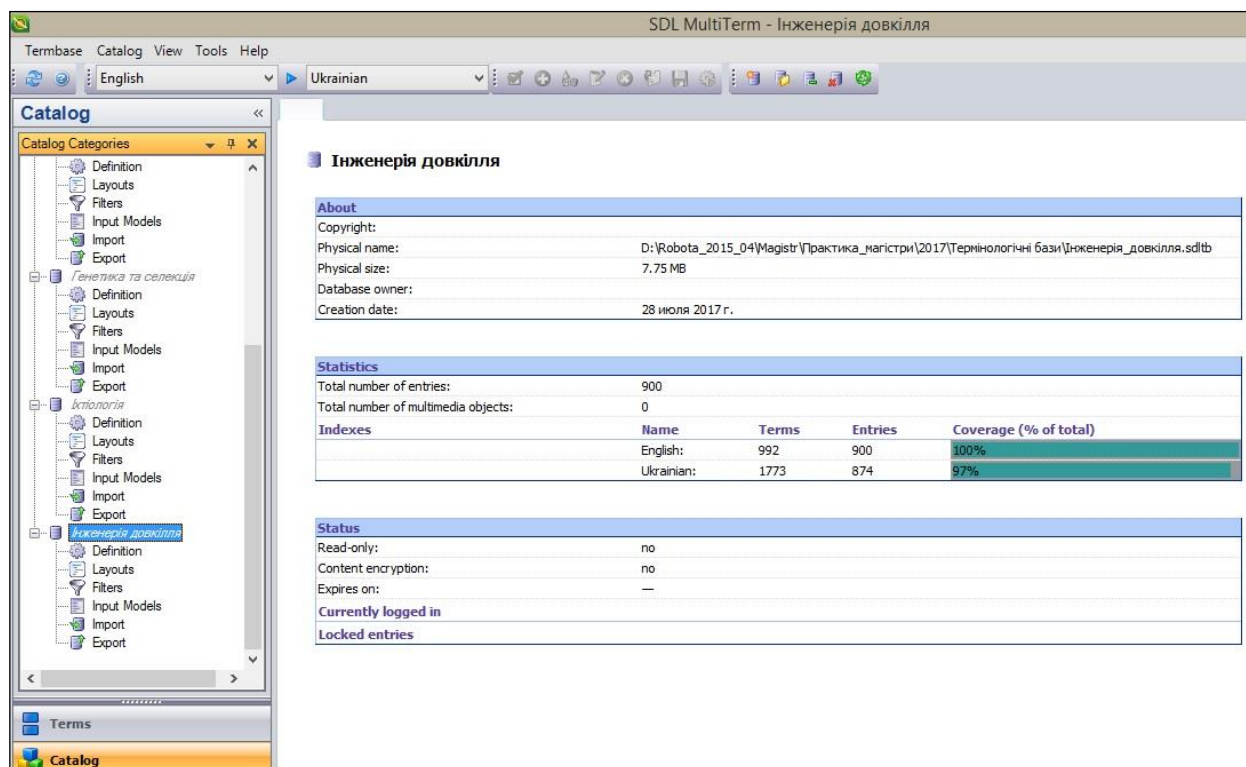 SDL MultiTerm - Інженерія довкілля
Termbase Catalog View Tools Help
English Ukrainian
Catalog
Catalog Categories
Definition
Layouts
Filters
Input Models
Import
Export
Генетика та селекція
Definition
Layouts
Filters
Input Models
Import
Export
Іхтіологія
Definition
Layouts
Filters
Input Models
Import
Export
Інженерія довкілля
Definition
Layouts
Filters
Input Models
Import
Export
Terms
Catalog
Інженерія довкілля
About
Copyright:
Physical name: D:\Robota_2015_04\Magistr\Практика_магістри\2017\Термінологічні бази\Інженерія_довкілля.sdltb
Physical size: 7.75 MB
Database owner:
Creation date: 28 июля 2017 г.
Statistics
Total number of entries: 900
Total number of multimedia objects: 0
Indexes Name Terms Entries Coverage (% of total)
English: 992 900 100%
Ukrainian: 1773 874 97%
Status
Read-only: no
Content encryption: no
Expires on: —
Currently logged in
Locked entries